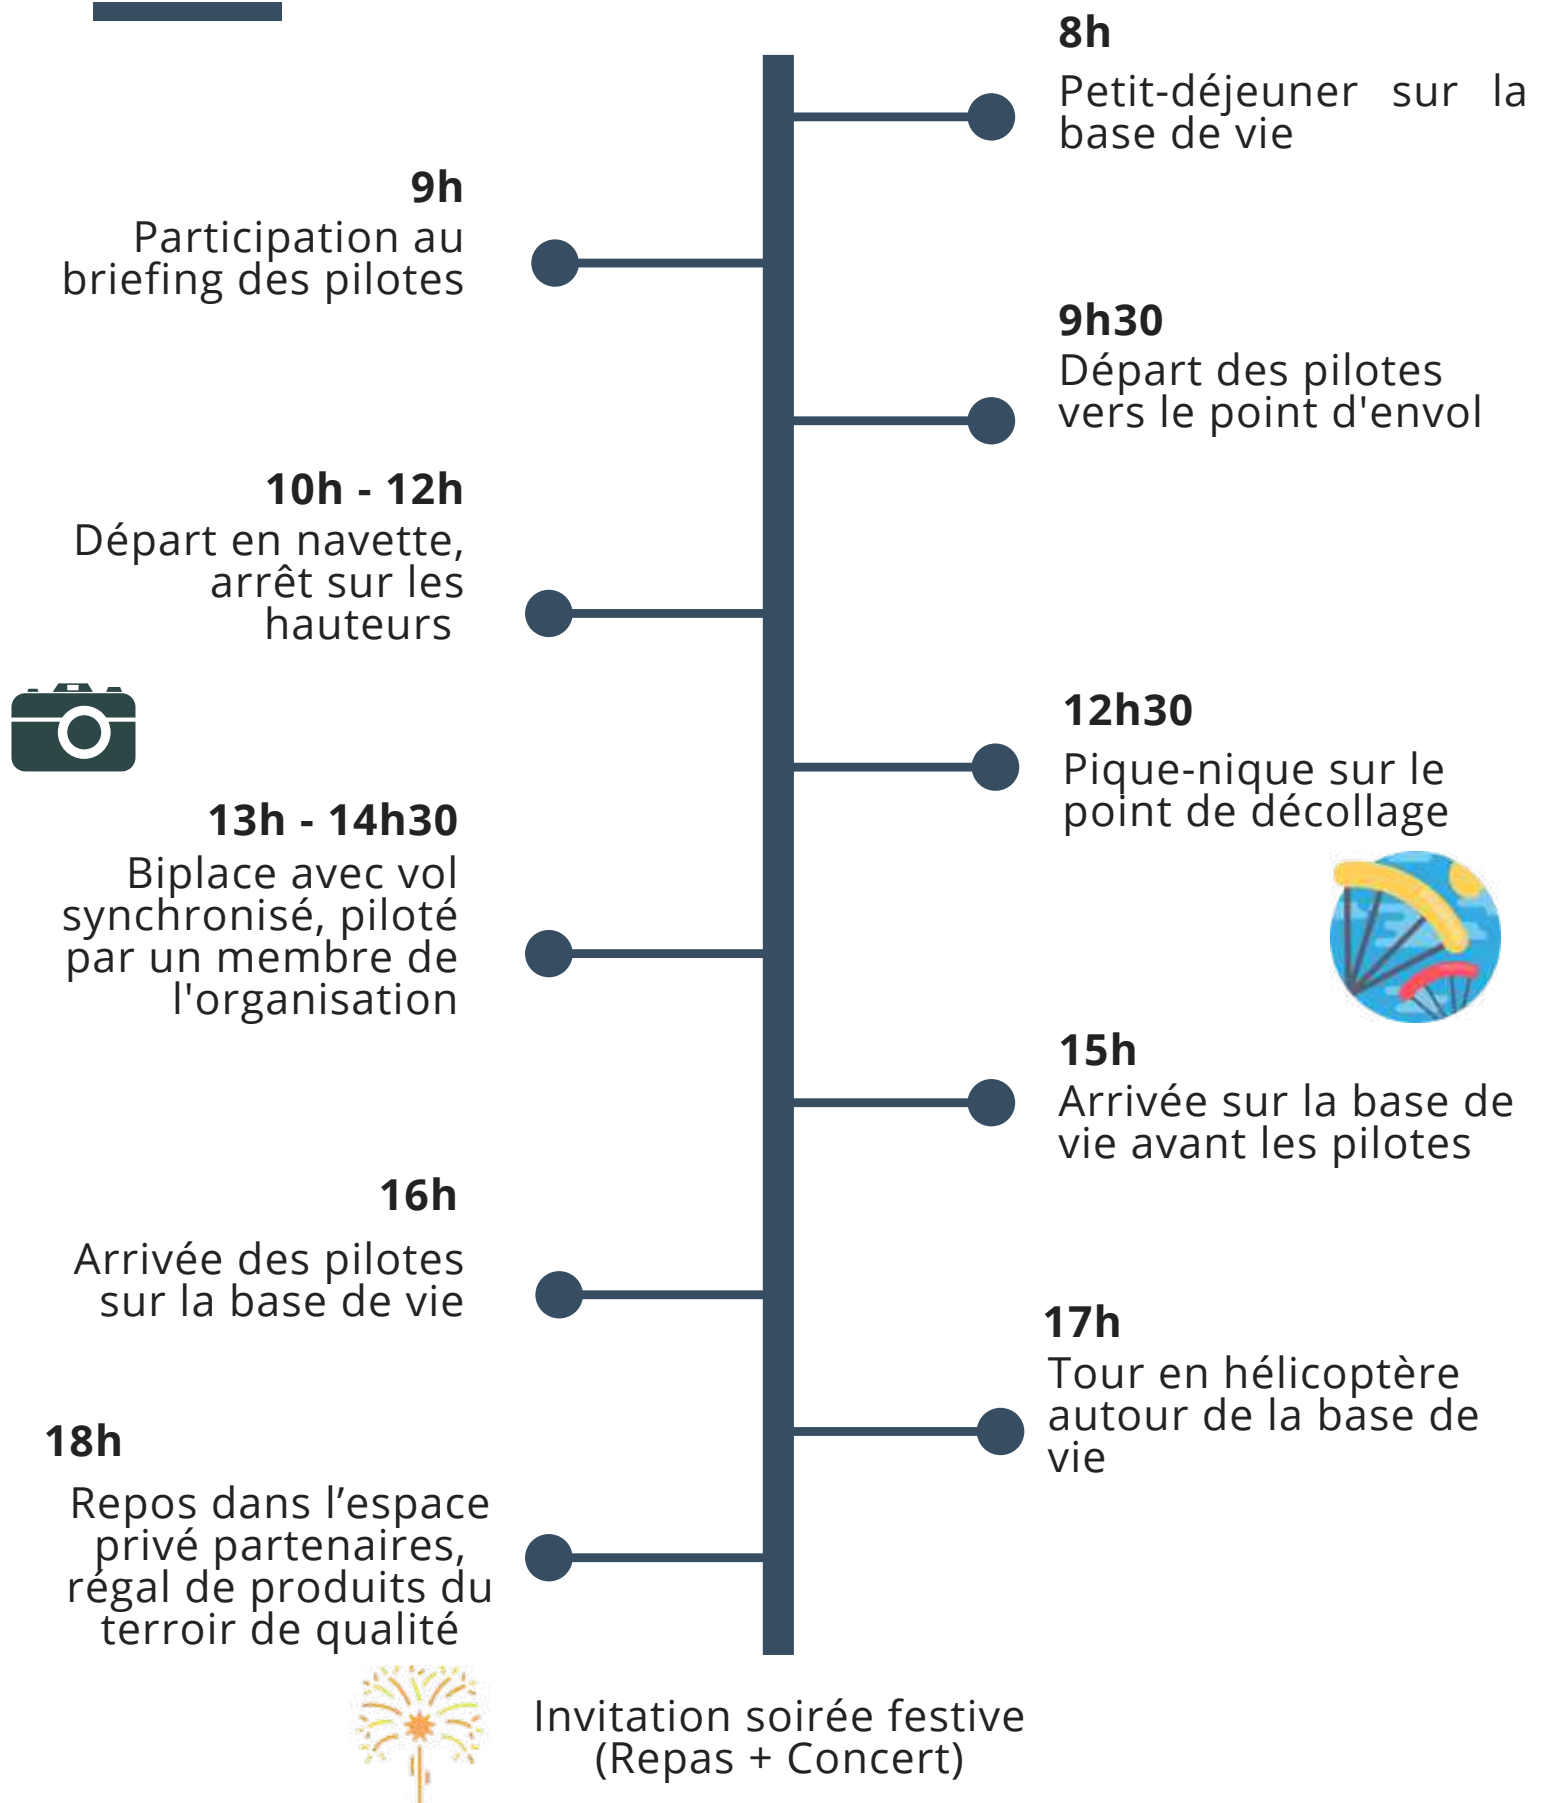 8h
Petit-déjeuner sur la
base de vie
9h
Participation au
briefing des pilotes
9h30
Départ des pilotes
vers le point d'envol
10h - 12h
Départ en navette,
arrêt sur les
hauteurs
12h30
Pique-nique sur le
point de décollage
13h - 14h30
Biplace avec vol
synchronisé, piloté
par un membre de
l'organisation
15h
Arrivée sur la base de
vie avant les pilotes
16h
Arrivée des pilotes
sur la base de vie
17h
Tour en hélicoptère
autour de la base de
vie
18h
Repos dans l’espace
privé partenaires,
régal de produits du
terroir de qualité
Invitation soirée festive
(Repas + Concert)